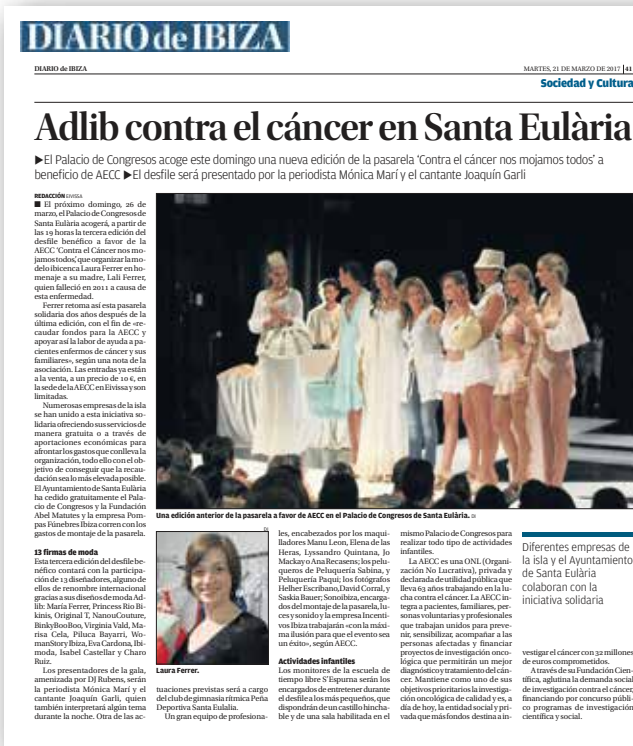 DIARIO de IBIZA
DIARIO de IBIZA
MARTES, 21 DE MARZO DE 2017 | 41
Sociedad y Cultura
Adlib contra el cáncer en Santa Eulària
▶El Palacio de Congresos acoge este domingo una nueva edición de la pasarela ‘Contra el cáncer nos mojamos todos’ a
beneficio de AECC ▶El desfile será presentado por la periodista Mónica Marí y el cantante Joaquín Garli
REDACCIÓN EIVISSA
■ El próximo domingo, 26 de
marzo, el Palacio de Congresos de
Santa Eulària acogerá, a partir de
las 19 horas la tercera edición del
desfile benéfico a favor de la
AECC ‘Contra el Cáncer nos mo-
jamos todos’, que organizar la mo-
delo ibicenca Laura Ferrer en ho-
menaje a su madre, Lali Ferrer,
quien falleció en 2011 a causa de
esta enfermedad.
Ferrer retoma así esta pasarela
solidaria dos años después de la
última edición, con el fin de «re-
caudar fondos para la AECC y
apoyar así la labor de ayuda a pa-
cientes enfermos de cáncer y sus
familiares», según una nota de la
asociación. Las entradas ya están
a la venta, a un precio de 10 €, en
la sede de la AECC en Eivissa y son
limitadas.
Numerosas empresas de la isla
se han unido a esta iniciativa so-
lidaria ofreciendo sus servicios de
manera gratuita o a través de
aportaciones económicas para
afrontar los gastos que conlleva la
organización, todo ello con el ob-
jetivo de conseguir que la recau-
dación sea lo más elevada posible.
El Ayuntamiento de Santa Eulària
ha cedido gratuitamente el Pala-
cio de Congresos y la Fundación
Abel Matutes y la empresa Pom-
pas Fúnebres Ibiza corren con los
gastos de montaje de la pasarela.
13 firmas de moda
Esta tercera edición del desfile be-
néfico contará con la participa-
ción de 13 diseñadores, alguno de
ellos de renombre internacional
gracias a sus diseños de moda Ad-
lib: María Ferrer, Princess Rio Bi-
kinis, Original T, NanouCouture,
BinkyBooBoo, Virginia Vald, Ma-
risa Cela, Piluca Bayarri, Wo-
manStory Ibiza, Eva Cardona, Ibi-
moda, Isabel Castellar y Charo
Ruiz.
Los presentadores de la gala,
amenizada por DJ Rubens, serán
la periodista Mónica Marí y el
cantante Joaquín Garli, quien
también interpretará algún tema
durante la noche. Otra de las ac-
Una edición anterior de la pasarela a favor de AECC en el Palacio de Congresos de Santa Eulària. DI
DI
Laura Ferrer.
tuaciones previstas será a cargo
del club de gimnasia rítmica Peña
Deportiva Santa Eulalia.
Un gran equipo de profesiona-
les, encabezados por los maqui-
lladores Manu Leon, Elena de las
Heras, Lyssandro Quintana, Jo
Mackay o Ana Recasens; los pelu-
queros de Peluquería Sabina, y
Peluquería Paqui; los fotógrafos
Helher Escribano, David Corral, y
Saskia Bauer; Sonoibiza, encarga-
dos del montaje de la pasarela, lu-
ces y sonido y la empresa Incenti-
vos Ibiza trabajarán «con la máxi-
ma ilusión para que el evento sea
un éxito», según AECC.
Actividades infantiles
Los monitores de la escuela de
tiempo libre S’Espurna serán los
encargados de entretener durante
el desfile a los más pequeños, que
dispondrán de un castillo hincha-
ble y de una sala habilitada en el
mismo Palacio de Congresos para
realizar todo tipo de actividades
infantiles.
La AECC es una ONL (Organi-
zación No Lucrativa), privada y
declarada de utilidad pública que
lleva 63 años trabajando en la lu-
cha contra el cáncer. La AECC in-
tegra a pacientes, familiares, per-
sonas voluntarias y profesionales
que trabajan unidos para preve-
nir, sensibilizar, acompañar a las
personas afectadas y financiar
proyectos de investigación onco-
lógica que permitirán un mejor
diagnóstico y tratamiento del cán-
cer. Mantiene como uno de sus
objetivos prioritarios la investiga-
ción oncológica de calidad y es, a
día de hoy, la entidad social y pri-
vada que más fondos destina a in-
Diferentes empresas de
la isla y el Ayuntamiento
de Santa Eulària
colaboran con la
iniciativa solidaria
vestigar el cáncer con 32 millones
de euros comprometidos.
A través de su Fundación Cien-
tífica, aglutina la demanda social
de investigación contra el cáncer,
financiando por concurso públi-
co programas de investigación
científica y social.